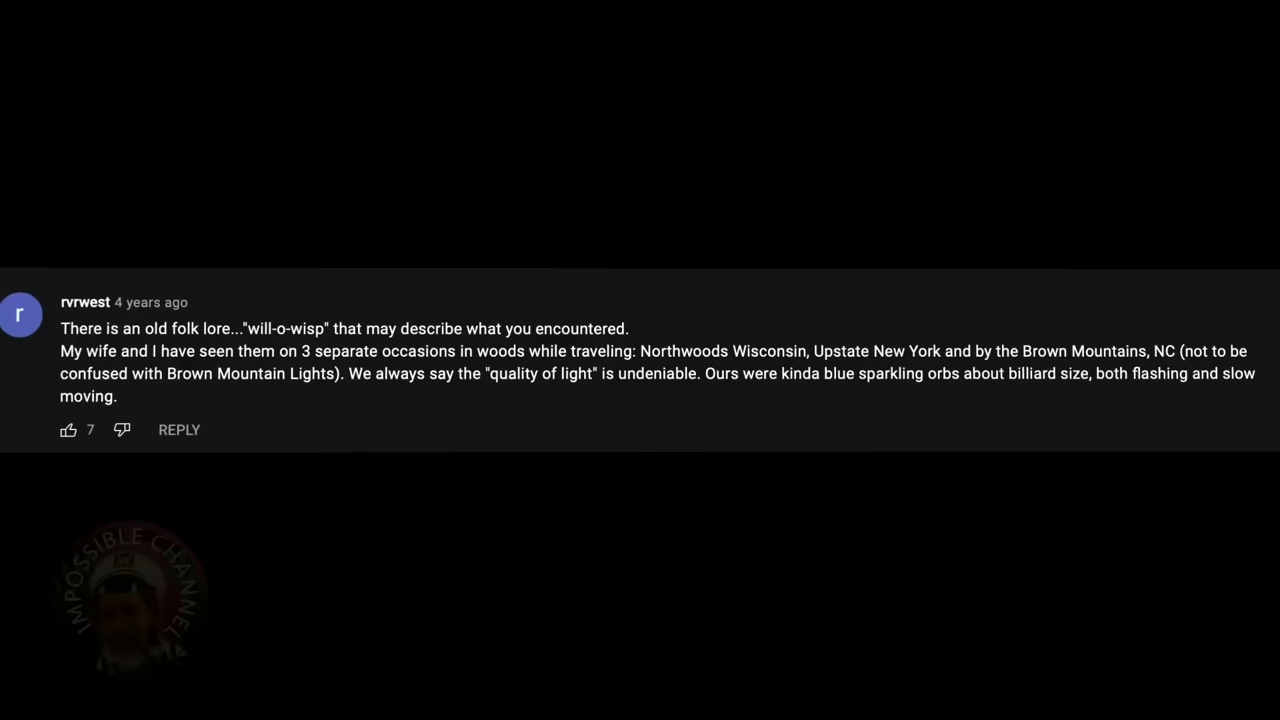 r
rvrwest 4 years ago
There is an old folk lore..."will-o-wisp" that may describe what you encountered.
My wife and I have seen them on 3 separate occasions in woods while traveling: Northwoods Wisconsin, Upstate New York and by the Brown Mountains, NC (not to be
confused with Brown Mountain Lights). We always say the "quality of light" is undeniable. Ours were kinda blue sparkling orbs about billiard size, both flashing and slow
moving.
7 REPLY
IMPOSSIBLE CHANNEL